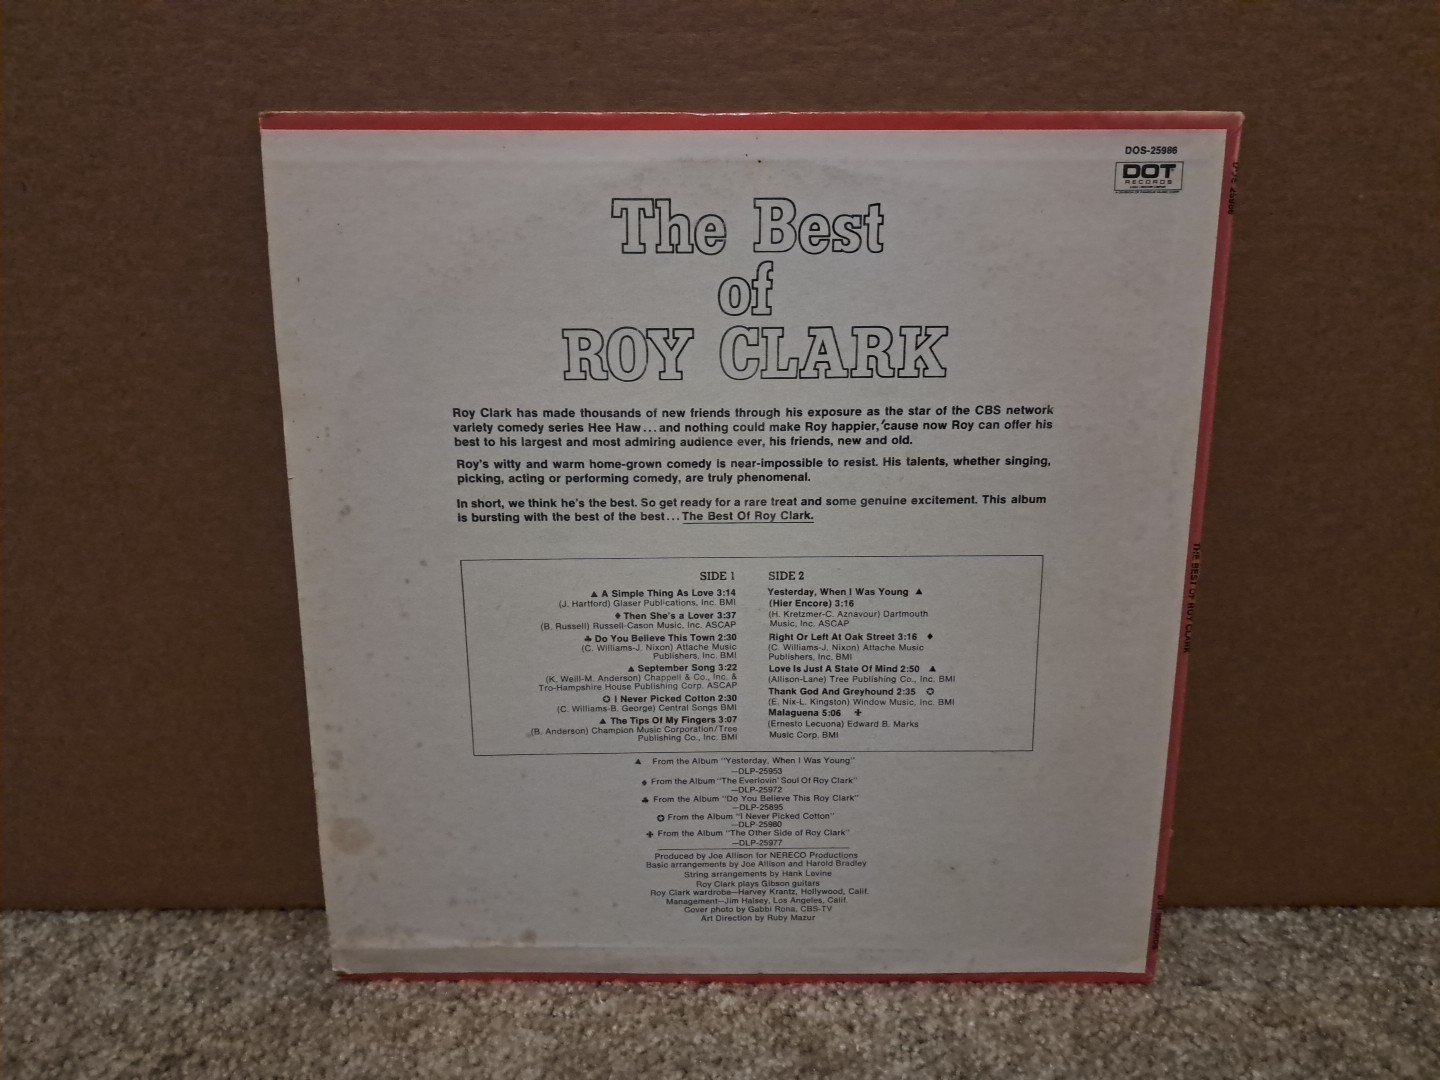 DOS-25986
DOT
RECORDS
The Best
of
ROY CLARK
Roy Clark has made thousands of new friends through his exposure as the star of the CBS network
variety comedy series Hee Haw...and nothing could make Roy happier, 'cause now Roy can offer his
best to his largest and most admiring audience ever, his friends, new and old.
Roy's witty and warm home-grown comedy is near-impossible to resist. His talents, whether singing,
picking, acting or performing comedy, are truly phenomenal.
In short, we think he's the best. So get ready for a rare treat and some genuine excitement. This album
is bursting with the best of the best...The Best Of Roy Clark.
SIDE 1
▲ A Simple Thing As Love 3:14
(J. Hartford) Glaser Publications, Inc. BMI
♦ Then She's a Lover 3:37
(B. Russell) Russell-Cason Music, Inc. ASCAP
♣ Do You Believe This Town 2:30
(C. Williams-J. Nixon) Attache Music
Publishers, Inc. BMI
▲ September Song 3:22
(K. Weill-M. Anderson) Chappell & Co., Inc. &
Tro-Hampshire House Publishing Corp. ASCAP
✪ I Never Picked Cotton 2:30
(C. Williams-B. George) Central Songs BMI
▲ The Tips Of My Fingers 3:07
(B. Anderson) Champion Music Corporation/Tree
Publishing Co., Inc. BMI
SIDE 2
Yesterday, When I Was Young ▲
(Hier Encore) 3:16
(H. Kretzmer-C. Aznavour) Dartmouth
Music, Inc. ASCAP
Right Or Left At Oak Street 3:16 ♦
(C. Williams-J. Nixon) Attache Music
Publishers, Inc. BMI
Love Is Just A State Of Mind 2:50 ▲
(Allison-Lane) Tree Publishing Co., Inc. BMI
Thank God And Greyhound 2:35 ✪
(E. Nix-L. Kingston) Window Music, Inc. BMI
Malaguena 5:06 ✚
(Ernesto Lecuona) Edward B. Marks
Music Corp. BMI
▲ From the Album "Yesterday, When I Was Young"
—DLP-25953
♦ From the Album "The Everlovin' Soul Of Roy Clark"
—DLP-25972
♣ From the Album "Do You Believe This Roy Clark"
—DLP-25895
✪ From the Album "I Never Picked Cotton"
—DLP-25980
✚ From the Album "The Other Side of Roy Clark"
—DLP-25977
Produced by Joe Allison for NERECO Productions
Basic arrangements by Joe Allison and Harold Bradley
String arrangements by Hank Levine
Roy Clark plays Gibson guitars
Roy Clark wardrobe—Harvey Krantz, Hollywood, Calif.
Management—Jim Halsey, Los Angeles, Calif.
Cover photo by Gabbi Rona, CBS-TV
Art Direction by Ruby Mazur
THE BEST OF ROY CLARK